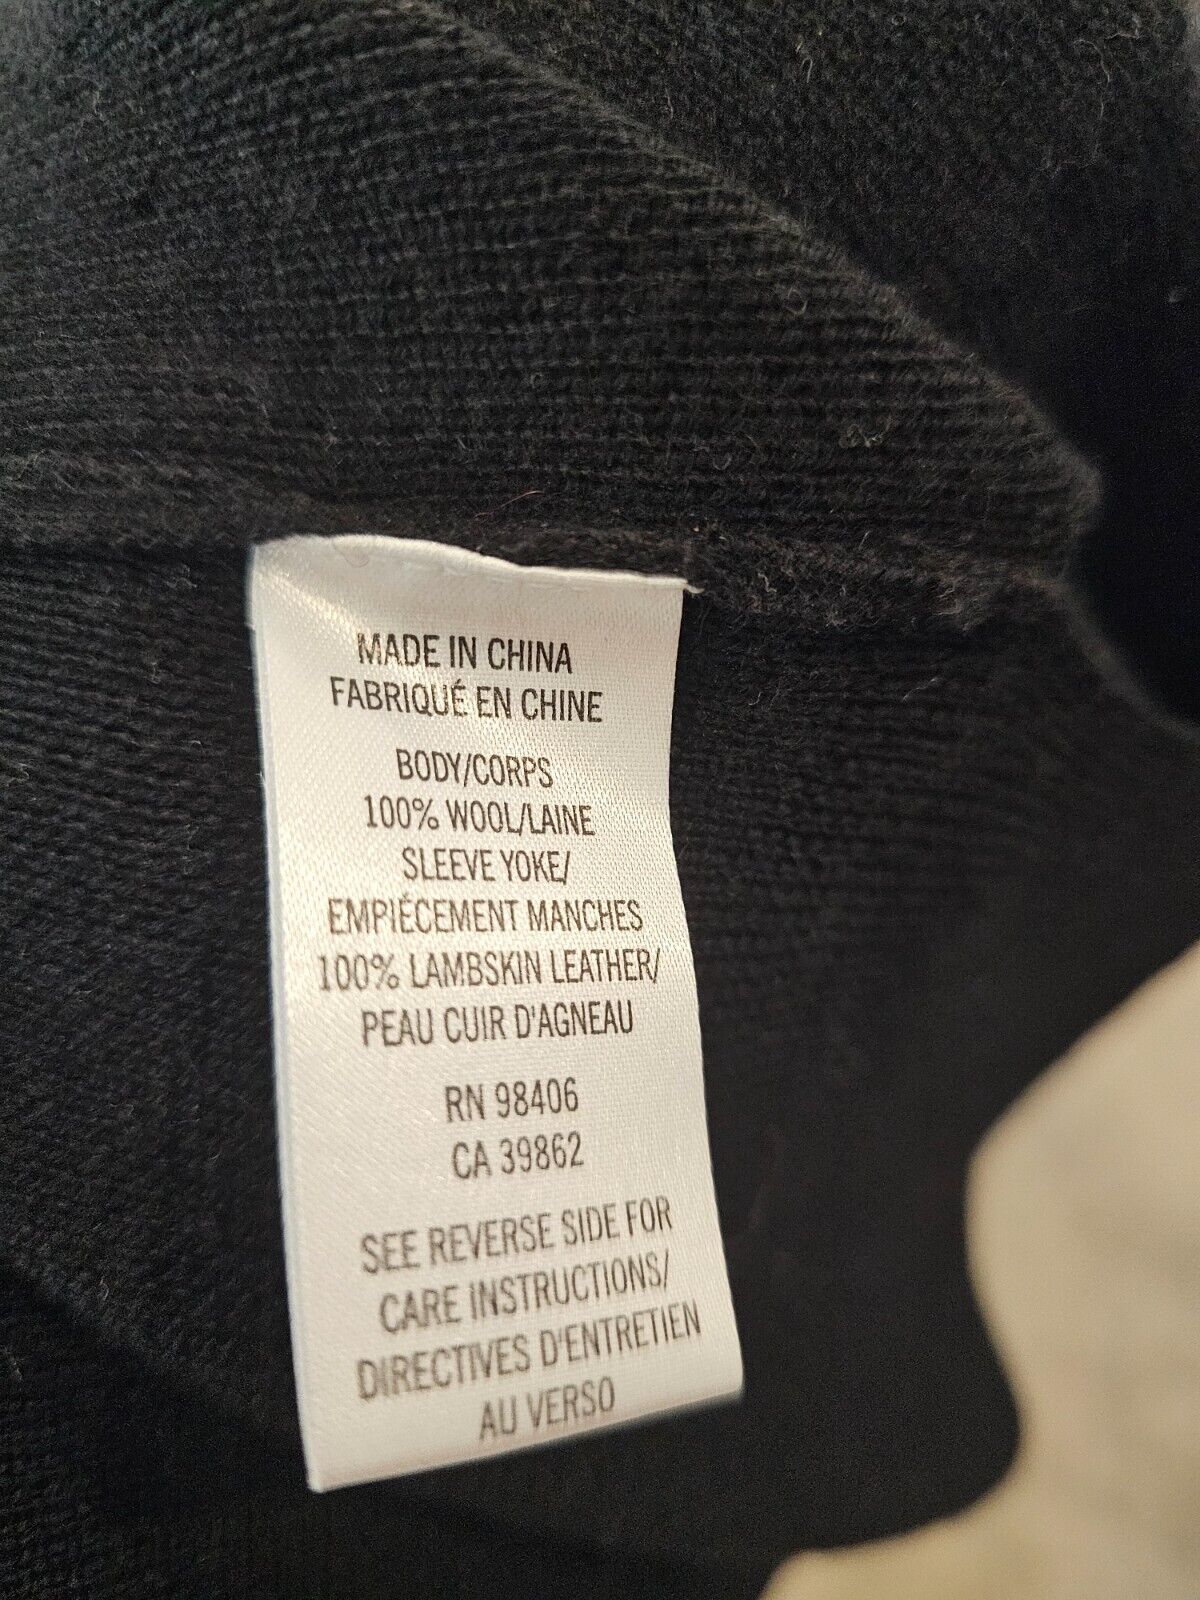 MADE IN CHINA
FABRIQUÉ EN CHINE
BODY/CORPS
100% WOOL/LAINE
SLEEVE YOKE/
EMPIÉCEMENT MANCHES
100% LAMBSKIN LEATHER/
PEAU CUIR D'AGNEAU
RN 98406
CA 39862
SEE REVERSE SIDE FOR
CARE INSTRUCTIONS/
DIRECTIVES D'ENTRETIEN
AU VERSO